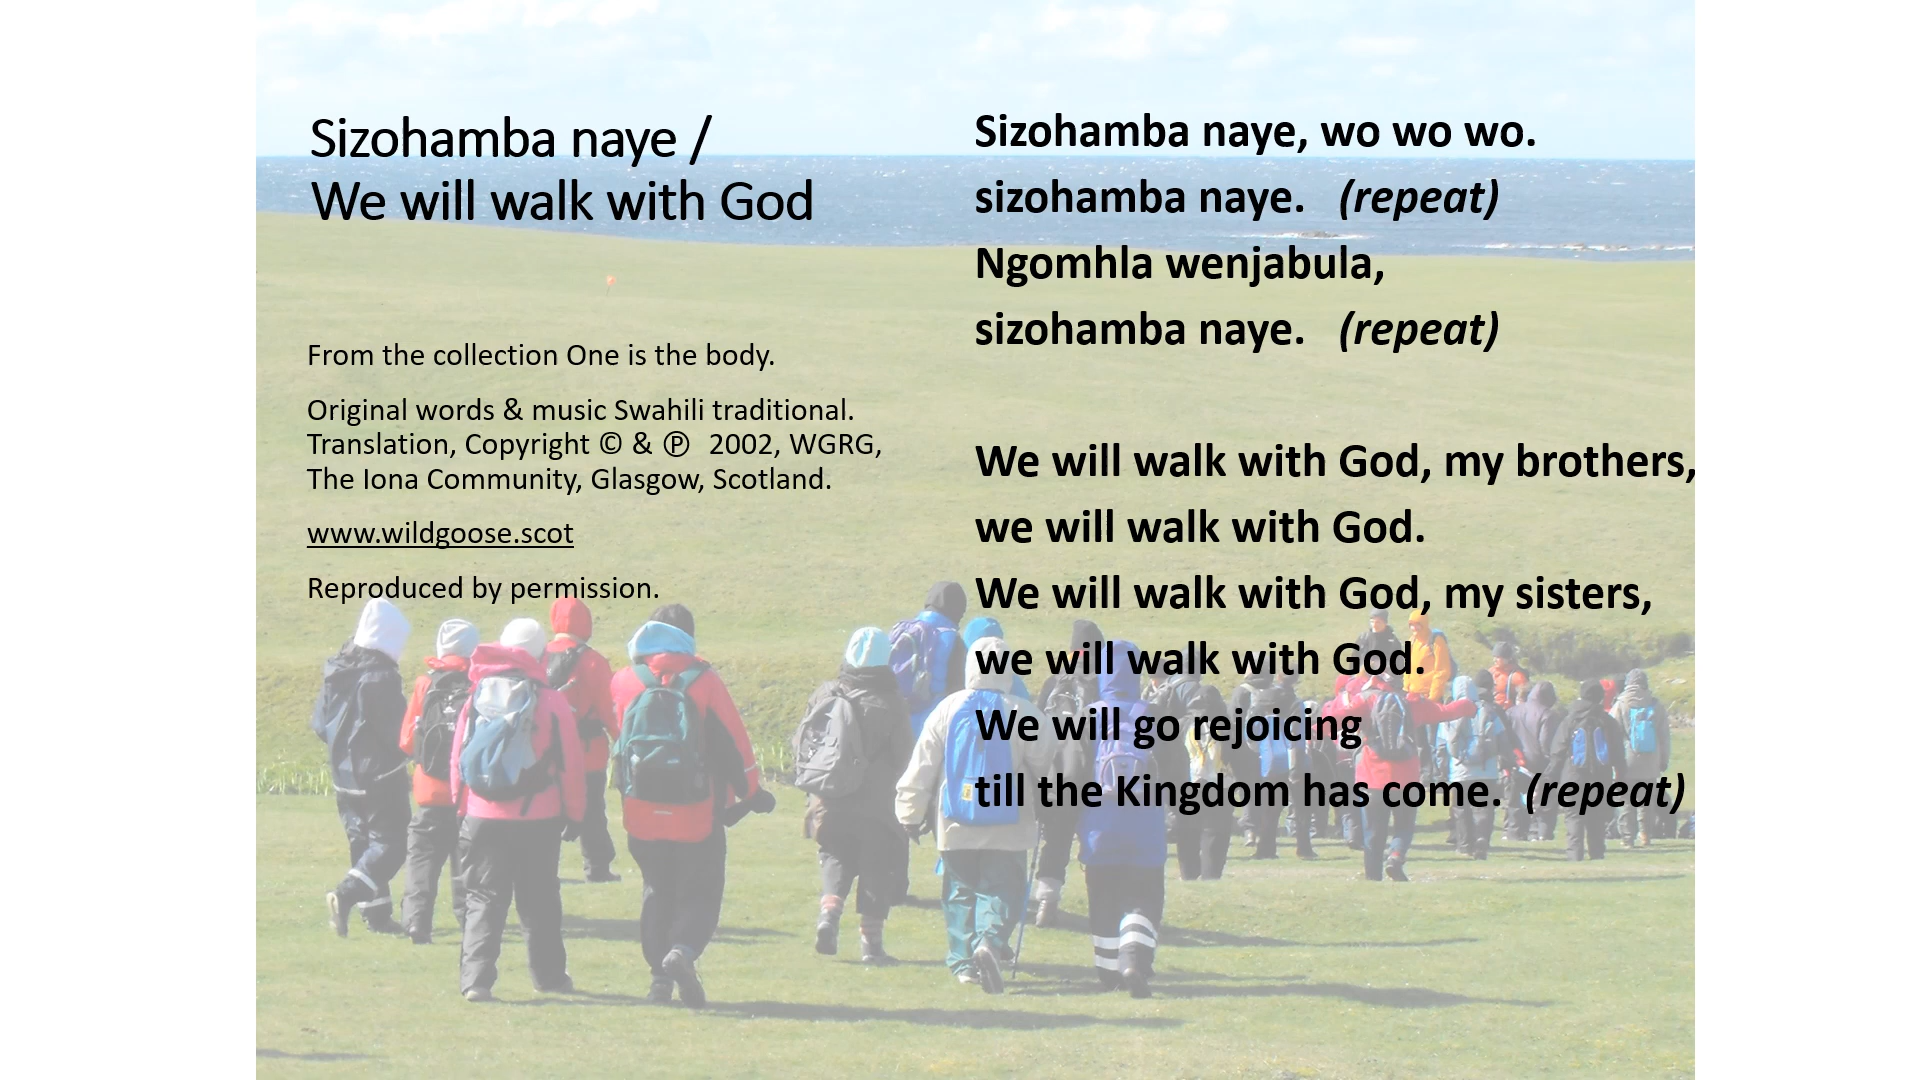 Sizohamba naye /
We will walk with God
From the collection One is the body.
Original words & music Swahili traditional.
Translation, Copyright © & ℗ 2002, WGRG,
The Iona Community, Glasgow, Scotland.
www.wildgoose.scot
Reproduced by permission.
Sizohamba naye, wo wo wo.
sizohamba naye. (repeat)
Ngomhla wenjabula,
sizohamba naye. (repeat)
We will walk with God, my brothers,
we will walk with God.
We will walk with God, my sisters,
we will walk with God.
We will go rejoicing
till the Kingdom has come. (repeat)